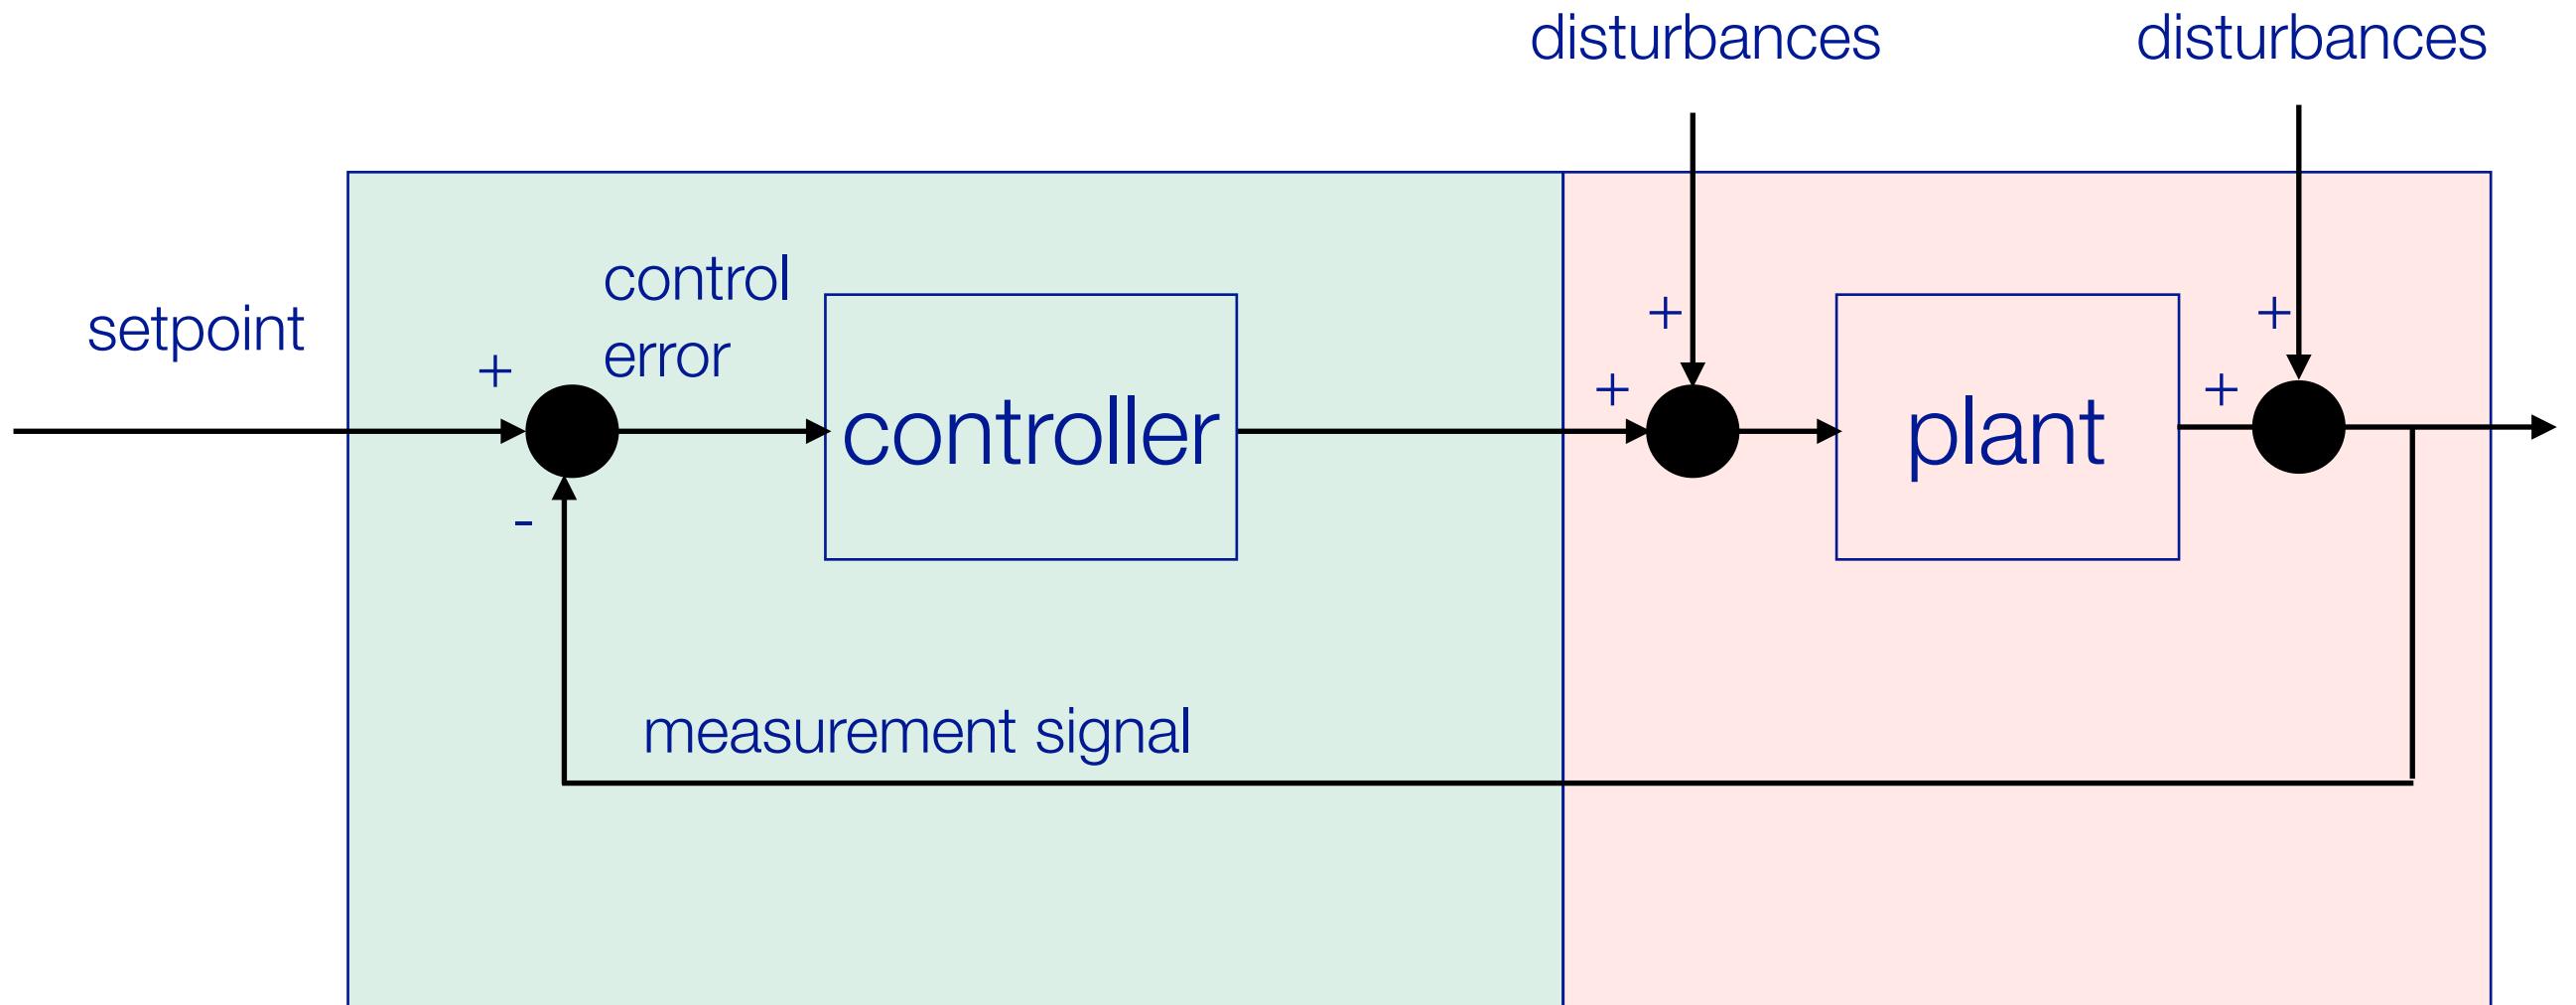 disturbances
disturbances
setpoint
control
error
+
+
+
+
+
-
controller
plant
measurement signal